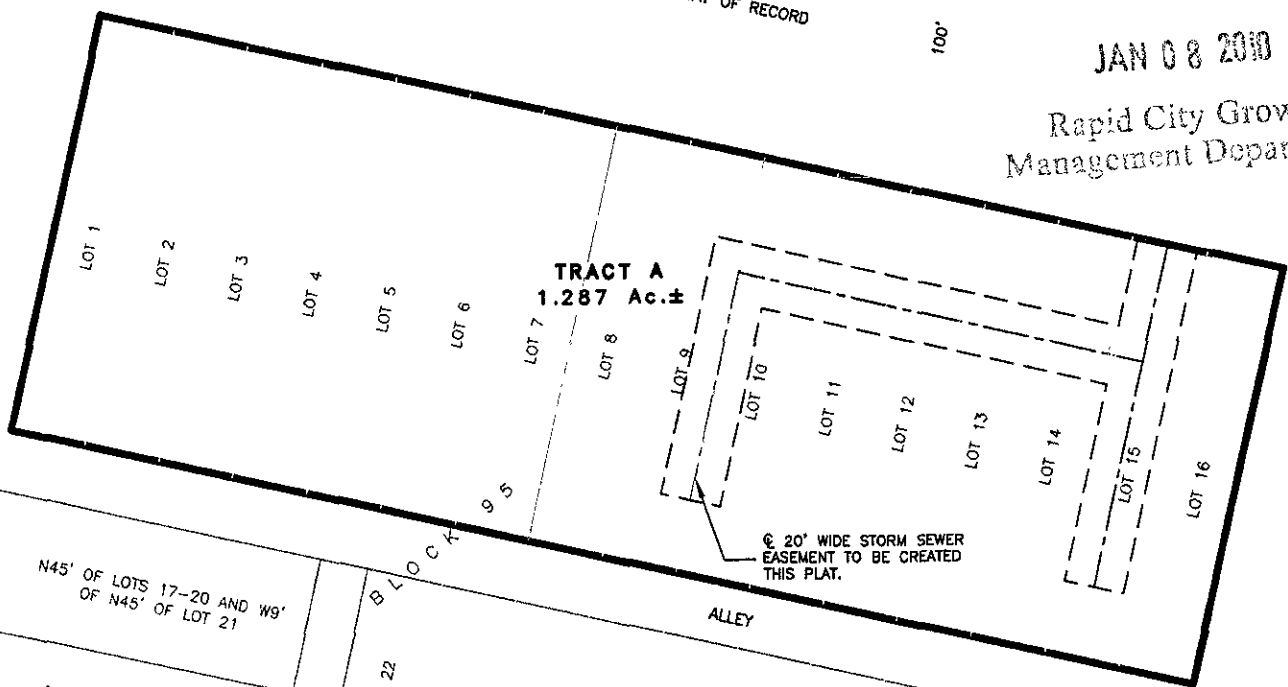 OF RECORD
100'
JAN 08 2010
Rapid City
Management
LOT 1
LOT 2
LOT 3
LOT 4
LOT 5
LOT 6
LOT 7
TRACT A
1.287 Ac.±
LOT 8
LOT 9
LOT 10
LOT 11
LOT 12
LOT 13
LOT 14
LOT 15
LOT 16
℄ 20' WIDE STORM SEWER
EASEMENT TO BE CREATED
THIS PLAT.
BLOCK 95
N45' OF LOTS 17-20 AND W9'
OF N45' OF LOT 21
22
ALLEY